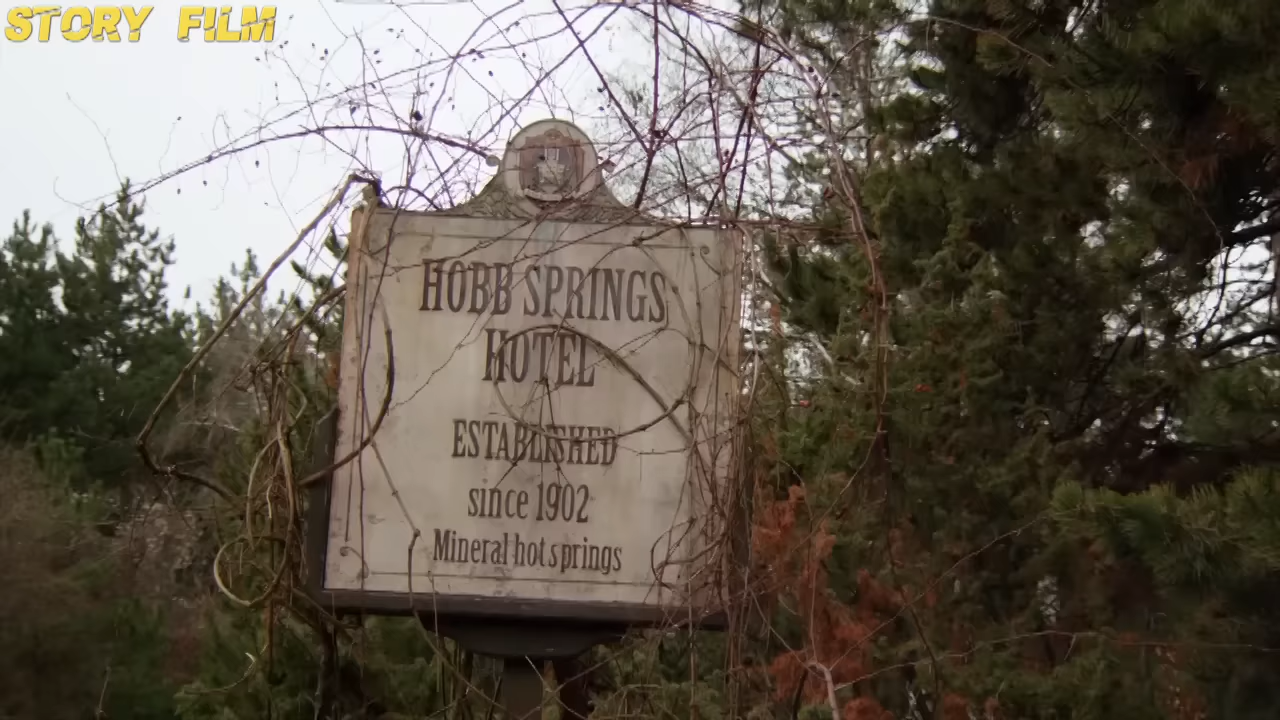 STORY FILM
HOBB SPRINGS
HOTEL
ESTABLISHED
since 1902
Mineral hot springs